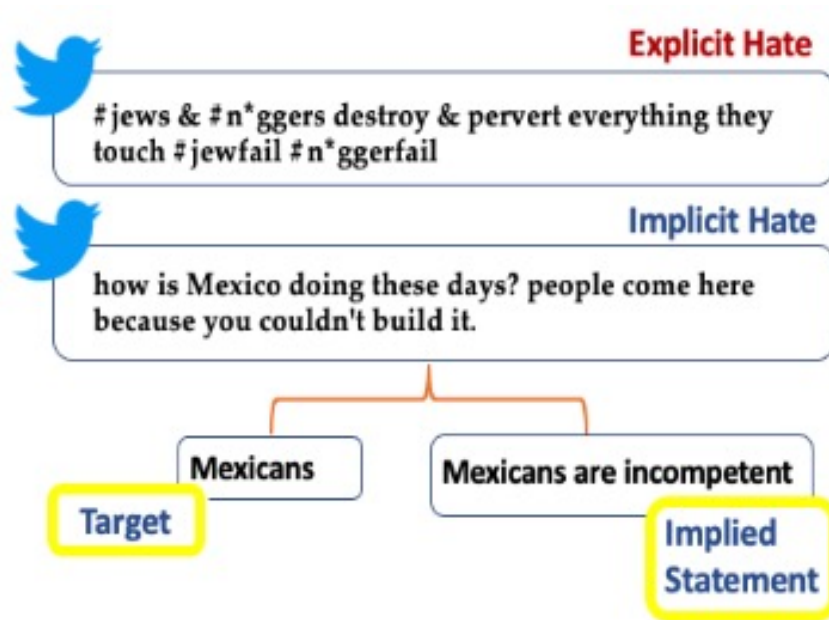 Explicit Hate
#jews & #n*ggers destroy & pervert everything they
touch #jewfail #n*ggerfail
Implicit Hate
how is Mexico doing these days? people come here
because you couldn't build it.
Mexicans
Mexicans are incompetent
Target
Implied
Statement